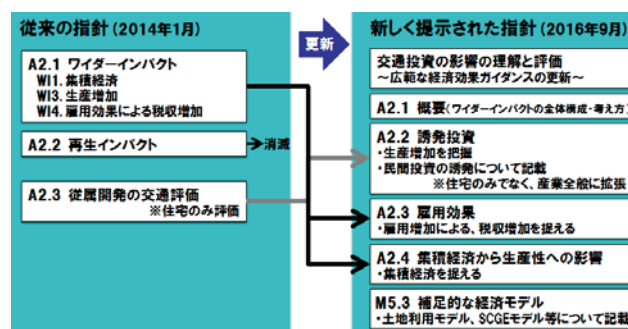 従来の指針(2014年1月)
A2.1 ワイダーインパクト
WI1. 集積経済
WI3. 生産増加
WI4. 雇用効果による税収増加
A2.2 再生インパクト
消滅
A2.3 従属開発の交通評価
※住宅のみ評価
更新
新しく提示された指針(2016年9月)
交通投資の影響の理解と評価
～広範な経済効果ガイダンスの更新～
A2.1 概要(ワイダーインパクトの全体構成・考え方)
A2.2 誘発投資
・生産増加を把握
・民間投資の誘発について記載
※住宅のみでなく、産業全般に拡張
A2.3 雇用効果
・雇用増加による、税収増加を捉える
A2.4 集積経済から生産性への影響
・集積経済を捉える
M5.3 補足的な経済モデル
・土地利用モデル、SCGEモデル等について記載